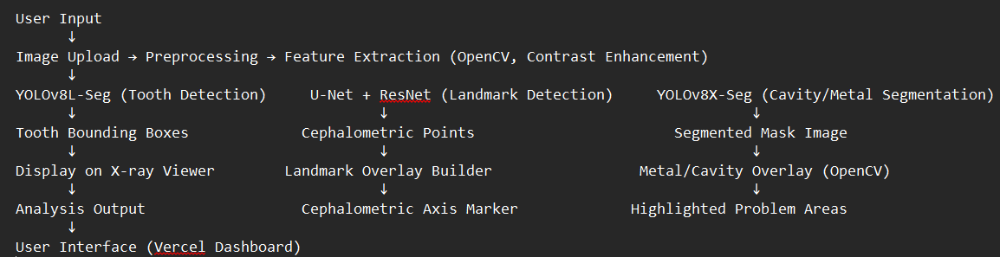 User Input
↓
Image Upload → Preprocessing → Feature Extraction (OpenCV, Contrast Enhancement)
↓
YOLOv8L-Seg (Tooth Detection)     U-Net + ResNet (Landmark Detection)     YOLOv8X-Seg (Cavity/Metal Segmentation)
↓     ↓     ↓
Tooth Bounding Boxes     Cephalometric Points     Segmented Mask Image
↓     ↓     ↓
Display on X-ray Viewer     Landmark Overlay Builder     Metal/Cavity Overlay (OpenCV)
↓     ↓     ↓
Analysis Output     Cephalometric Axis Marker     Highlighted Problem Areas
↓
User Interface (Vercel Dashboard)